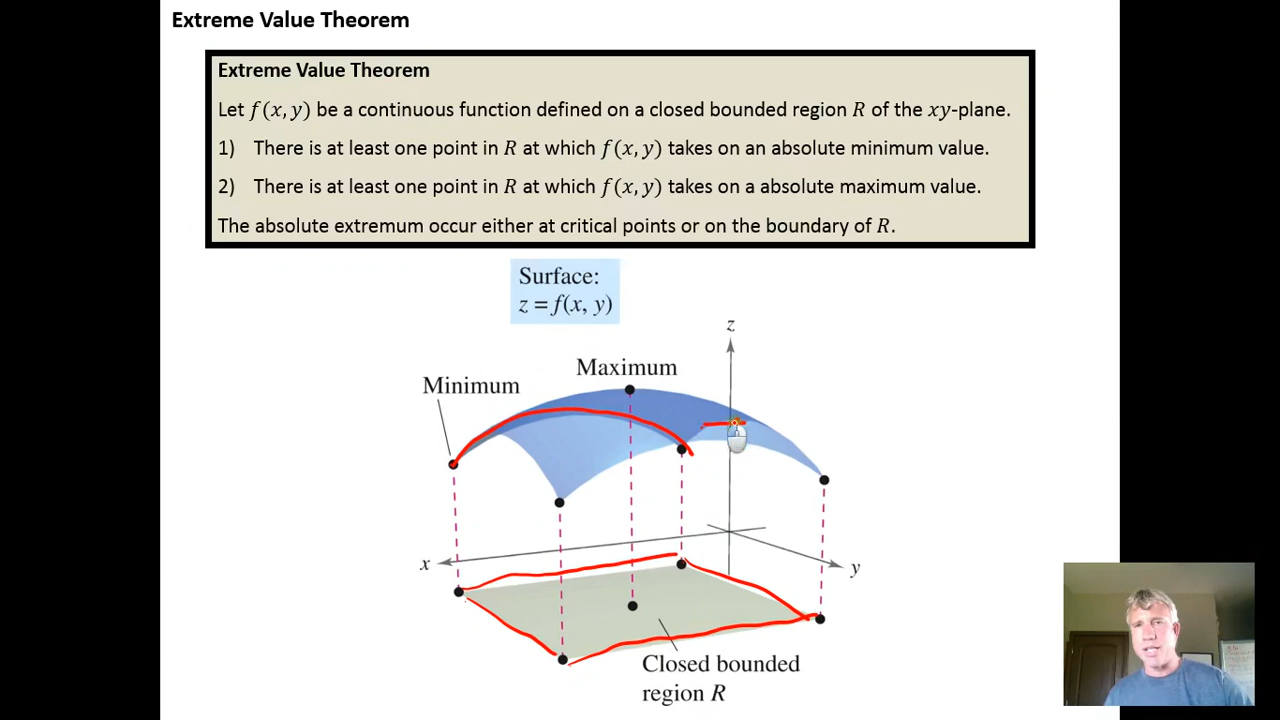 Extreme Value Theorem
Extreme Value Theorem
Let f(x, y) be a continuous function defined on a closed bounded region R of the xy-plane.
1) There is at least one point in R at which f(x, y) takes on an absolute minimum value.
2) There is at least one point in R at which f(x, y) takes on a absolute maximum value.
The absolute extremum occur either at critical points or on the boundary of R.
Surface:
z = f(x, y)
z
Maximum
Minimum
x
y
Closed bounded
region R